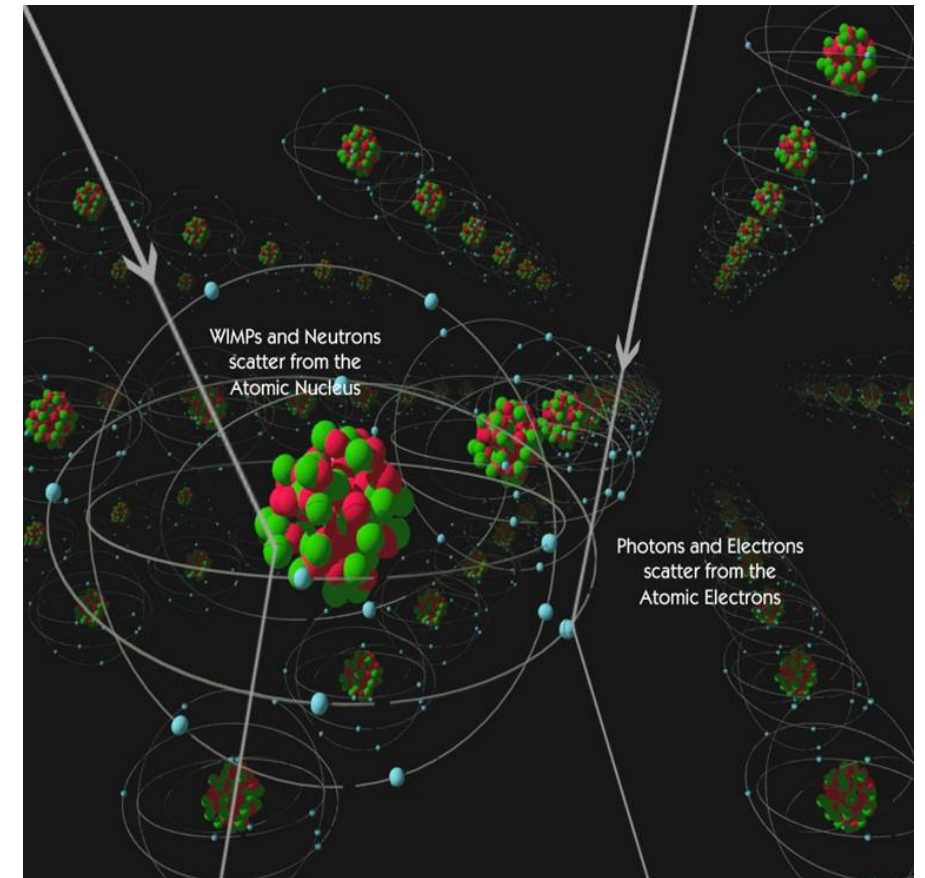 WIMPs and Neutrons
scatter from the
Atomic Nucleus
Photons and Electrons
scatter from the
Atomic Electrons